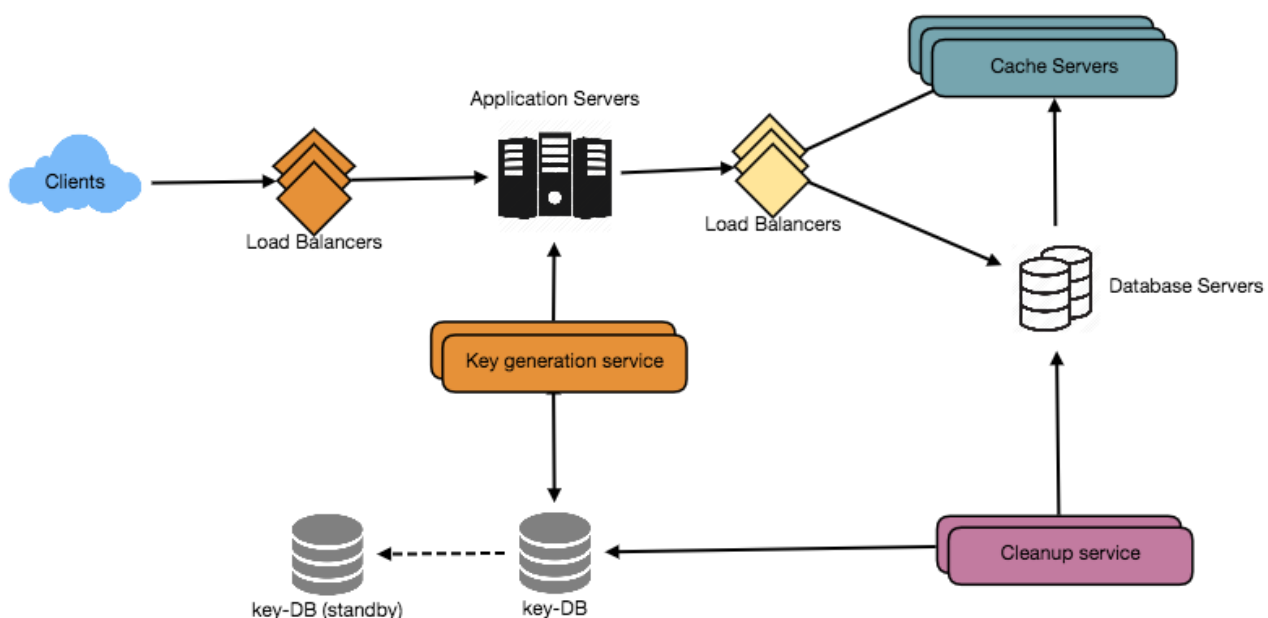 Cache Servers
Application Servers
Clients
Load Balancers
Load Balancers
Database Servers
Key generation service
Cleanup service
key-DB (standby)
key-DB